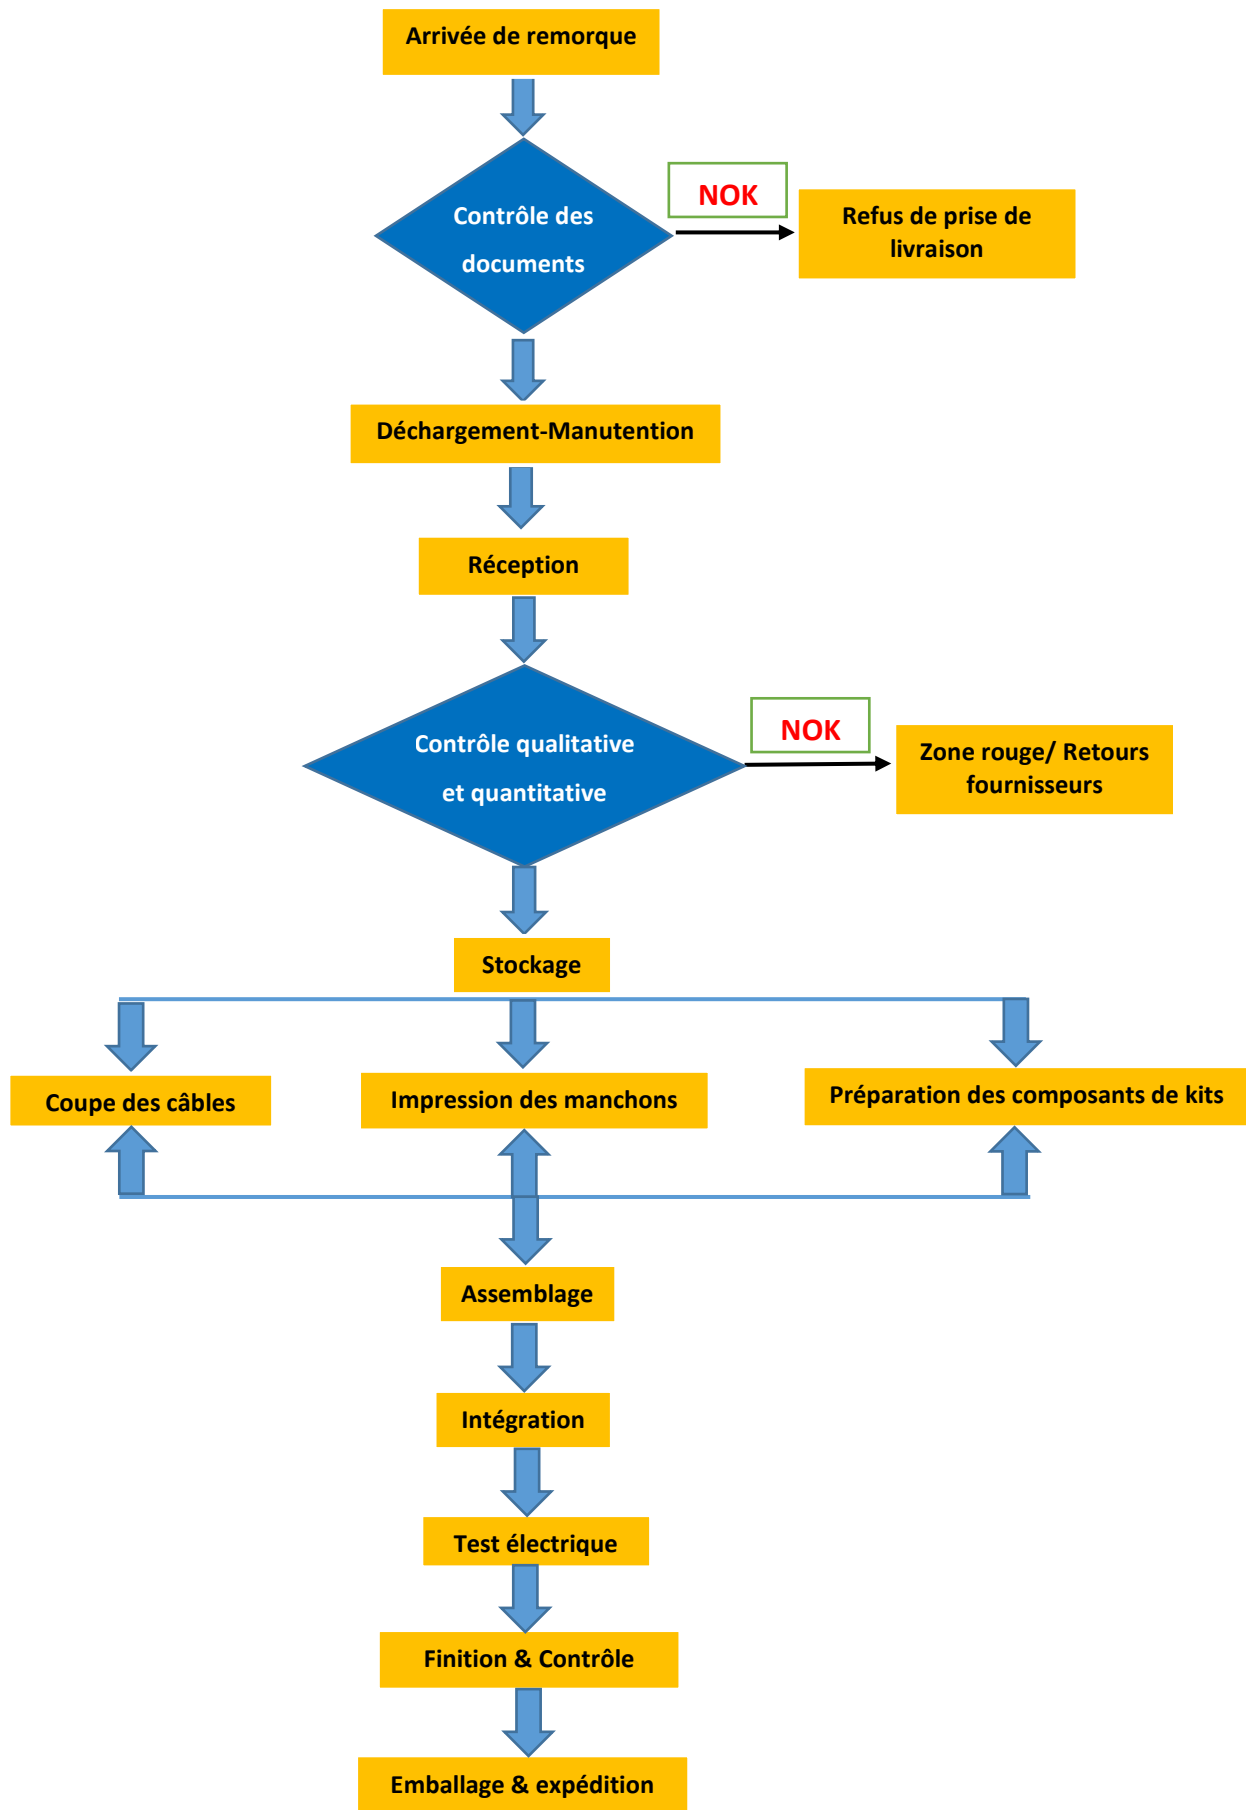 Arrivée de remorque
NOK
Contrôle des
documents
Refus de prise de
livraison
Déchargement-Manutention
Réception
Contrôle qualitative
et quantitative
NOK
Zone rouge/ Retours
fournisseurs
Stockage
Coupe des câbles
Impression des manchons
Préparation des composants de kits
Assemblage
Intégration
Test électrique
Finition & Contrôle
Emballage & expédition